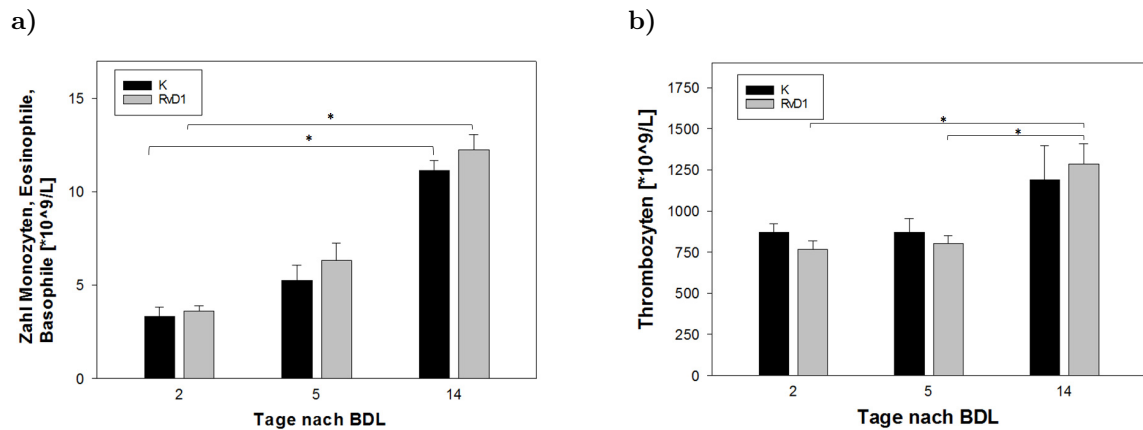 a)
Zahl Monozyten, Eosinophile,
Basophile [*10^9/L]
15
10
5
0
K
RvD1
*
*
2
5
14
Tage nach BDL
b)
Thrombozyten [*10^9/L]
1750
1500
1250
1000
750
500
250
0
K
RvD1
*
*
2
5
14
Tage nach BDL